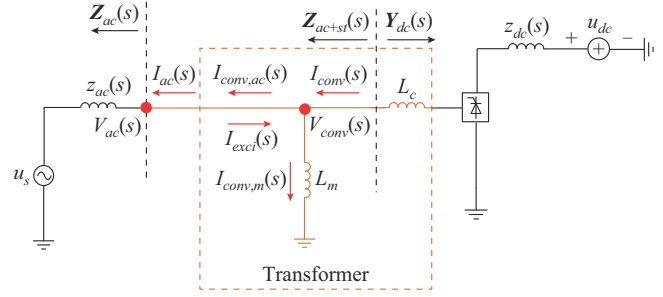 Z_ac(s)
Z_ac+st(s) Y_dc(s)
z_dc(s) + u_dc −
I_ac(s) I_conv,ac(s) I_conv(s)
z_ac(s) L_c
V_ac(s) I_exci(s) V_conv(s)
u_s I_conv,m(s) L_m
Transformer